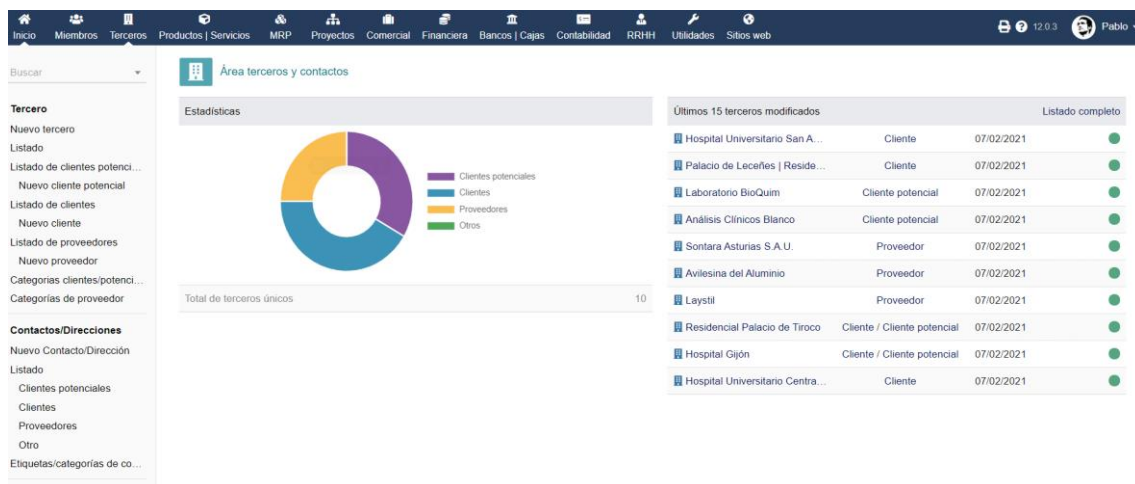 Inicio Miembros Terceros Productos | Servicios MRP Proyectos Comercial Financiera Bancos | Cajas Contabilidad RRHH Utilidades Sitios web 12.0.3 Pablo
Buscar
Tercero
Nuevo tercero
Listado
Listado de clientes potenci...
Nuevo cliente potencial
Listado de clientes
Nuevo cliente
Listado de proveedores
Nuevo proveedor
Categorias clientes/potenci...
Categorías de proveedor
Contactos/Direcciones
Nuevo Contacto/Dirección
Listado
Clientes potenciales
Clientes
Proveedores
Otro
Etiquetas/categorías de co...
Área terceros y contactos
Estadísticas
Clientes potenciales
Clientes
Proveedores
Otros
Total de terceros únicos 10
Últimos 15 terceros modificados Listado completo
Hospital Universitario San A... Cliente 07/02/2021
Palacio de Leceñes | Reside... Cliente 07/02/2021
Laboratorio BioQuim Cliente potencial 07/02/2021
Análisis Clínicos Blanco Cliente potencial 07/02/2021
Sontara Asturias S.A.U. Proveedor 07/02/2021
Avilesina del Aluminio Proveedor 07/02/2021
Laystil Proveedor 07/02/2021
Residencial Palacio de Tiroco Cliente / Cliente potencial 07/02/2021
Hospital Gijón Cliente / Cliente potencial 07/02/2021
Hospital Universitario Centra... Cliente 07/02/2021